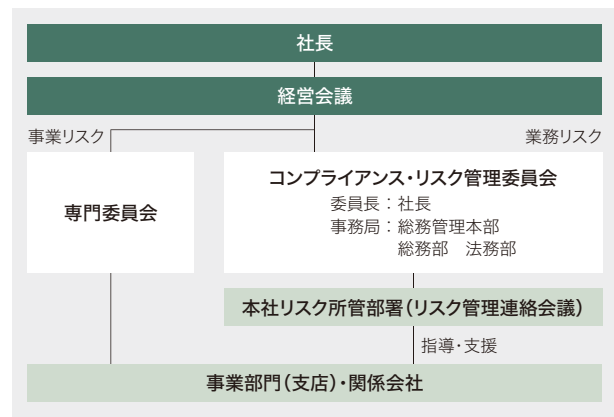 社長
経営会議
事業リスク
業務リスク
専門委員会
コンプライアンス・リスク管理委員会
委員長：社長
事務局：総務管理本部
総務部　法務部
本社リスク所管部署（リスク管理連絡会議）
指導・支援
事業部門（支店）・関係会社